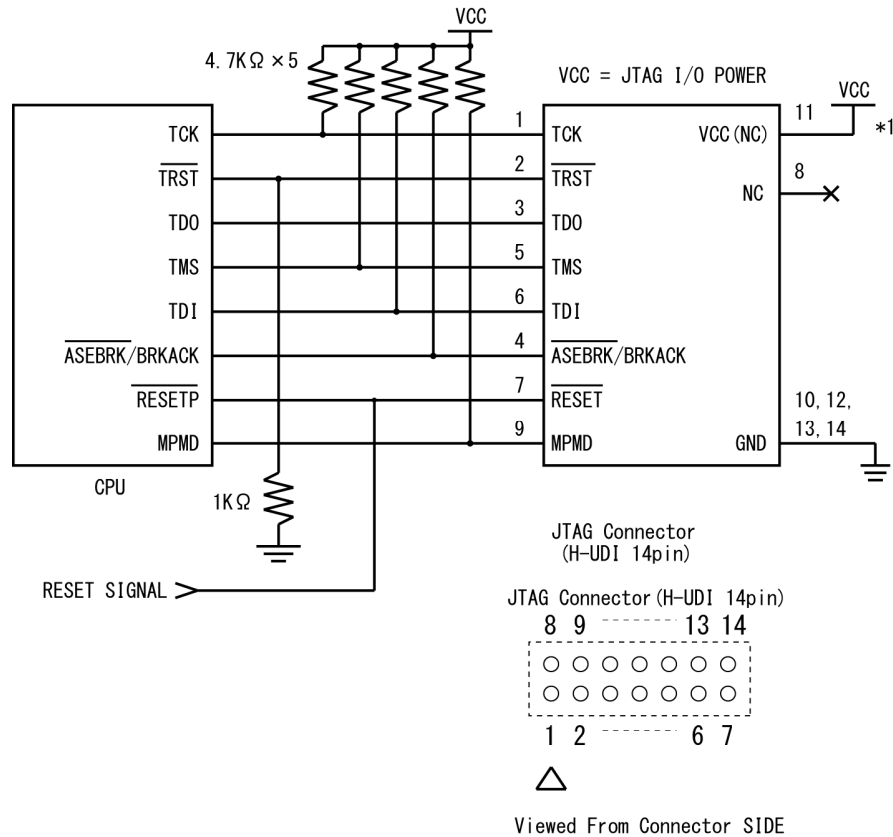 VCC
4.7KΩ×5
VCC = JTAG I/O POWER
VCC
*1
TCK
1
TCK
VCC(NC)
11
TRST
2
TRST
NC
8
TDO
3
TDO
TMS
5
TMS
TDI
6
TDI
ASEBRK/BRKACK
4
ASEBRK/BRKACK
RESETP
7
RESET
10,12,
13,14
MPMD
9
MPMD
GND
CPU
1KΩ
RESET SIGNAL
JTAG Connector
(H-UDI 14pin)
JTAG Connector(H-UDI 14pin)
8 9 13 14
1 2 6 7
Viewed From Connector SIDE